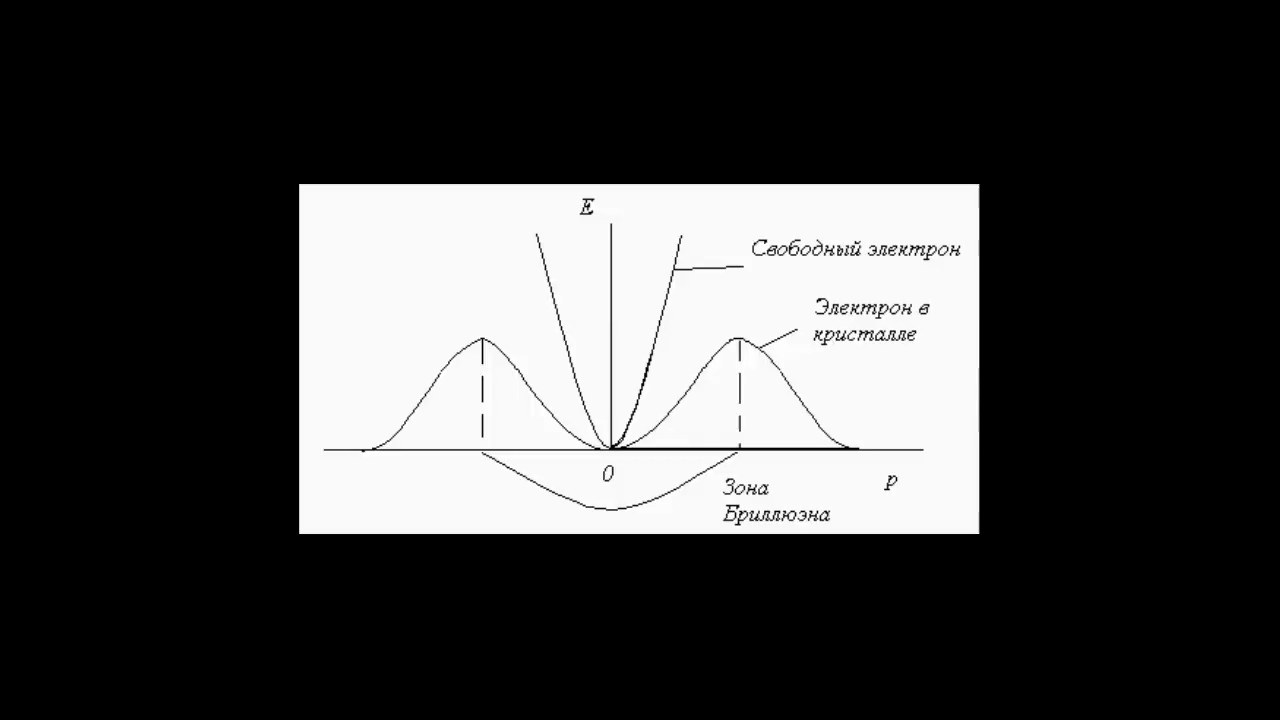 E
Свободный электрон
Электрон в
кристалле
0
p
Зона
Бриллюэна